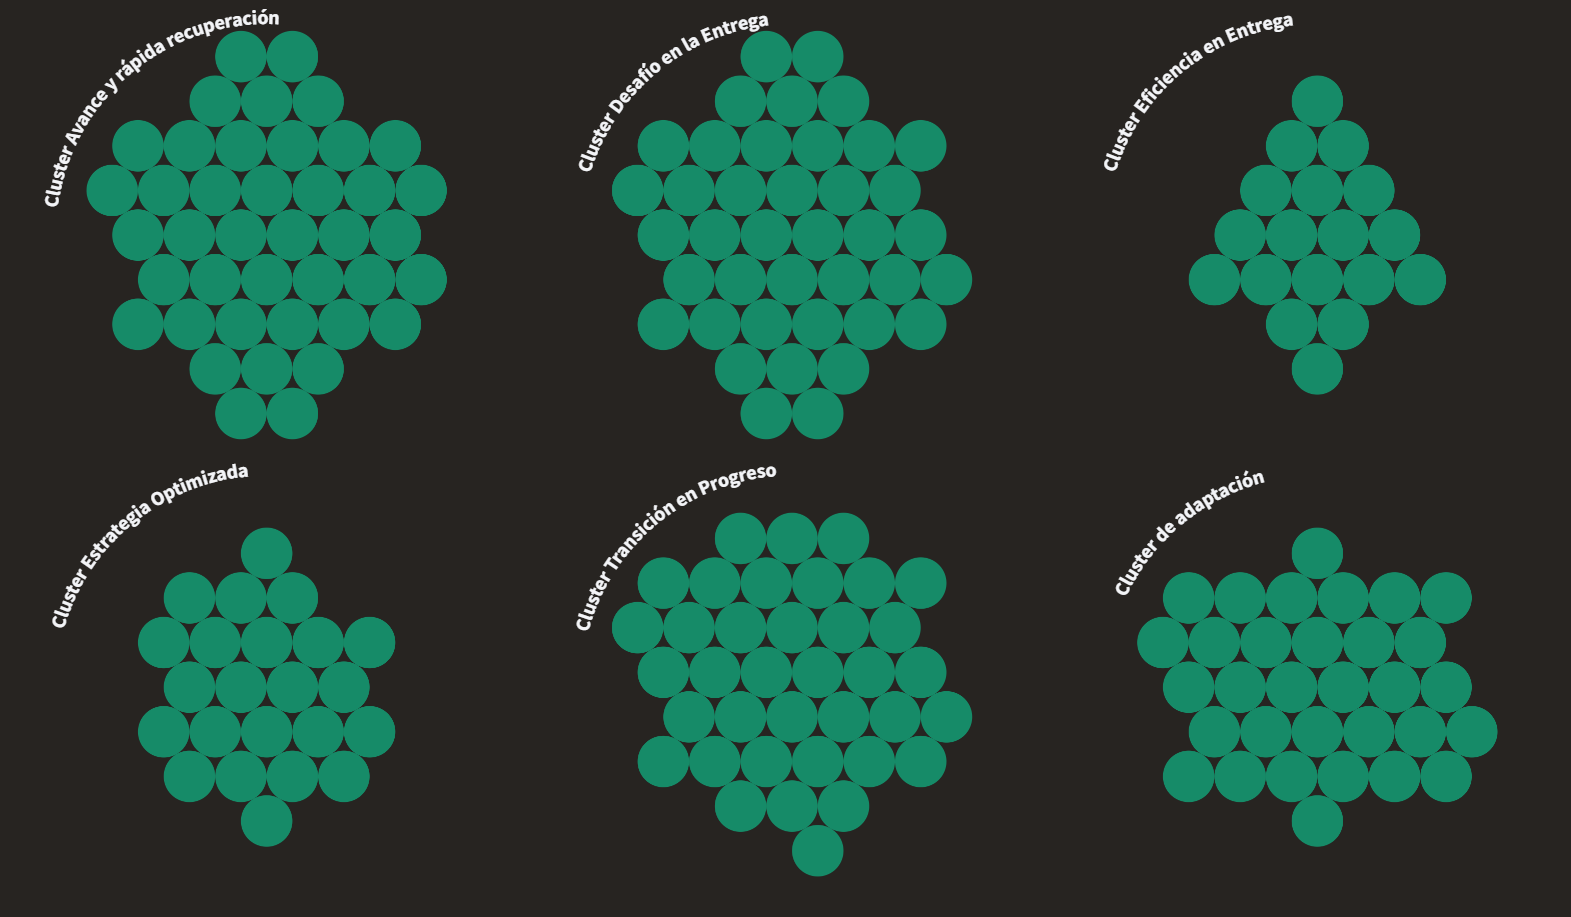 Cluster Avance y rápida recuperación
Cluster Desafío en la Entrega
Cluster Eficiencia en Entrega
Cluster Estrategia Optimizada
Cluster Transición en Progreso
Cluster de adaptación